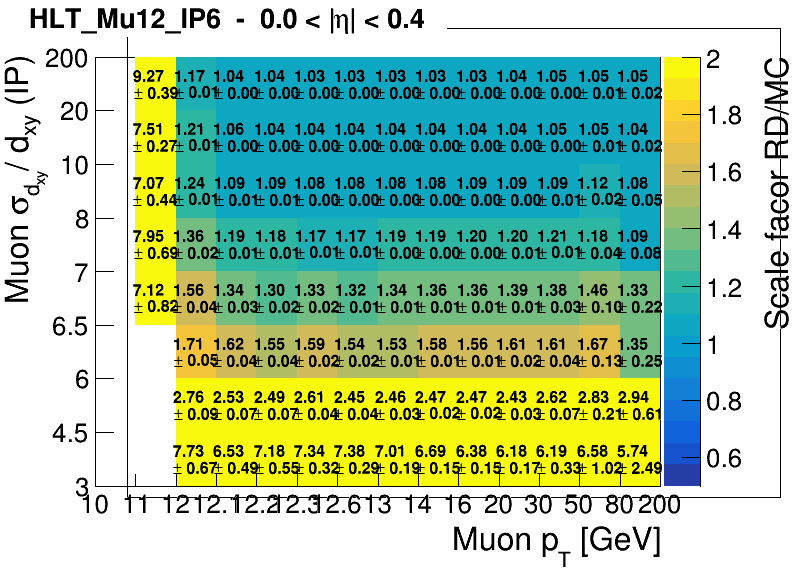 HLT_Mu12_IP6 - 0.0 < |η| < 0.4
Muon σdxy / dxy (IP)
200
20
10
8
7
6.5
6
4.5
3
9.27 1.17 1.04 1.04 1.03 1.03 1.03 1.03 1.03 1.04 1.05 1.05 1.05
± 0.39 ± 0.01 ± 0.00 ± 0.00 ± 0.00 ± 0.00 ± 0.00 ± 0.00 ± 0.00 ± 0.00 ± 0.00 ± 0.01 ± 0.02
7.51 1.21 1.06 1.04 1.04 1.04 1.04 1.04 1.04 1.04 1.05 1.05 1.04
± 0.27 ± 0.01 ± 0.00 ± 0.00 ± 0.00 ± 0.00 ± 0.00 ± 0.00 ± 0.00 ± 0.00 ± 0.00 ± 0.01 ± 0.02
7.07 1.24 1.09 1.09 1.08 1.08 1.08 1.08 1.09 1.09 1.09 1.12 1.08
± 0.44 ± 0.01 ± 0.01 ± 0.01 ± 0.00 ± 0.00 ± 0.00 ± 0.00 ± 0.00 ± 0.00 ± 0.01 ± 0.02 ± 0.05
7.95 1.36 1.19 1.18 1.17 1.17 1.19 1.19 1.20 1.20 1.21 1.18 1.09
± 0.69 ± 0.02 ± 0.01 ± 0.01 ± 0.01 ± 0.01 ± 0.00 ± 0.00 ± 0.00 ± 0.01 ± 0.01 ± 0.04 ± 0.08
7.12 1.56 1.34 1.30 1.33 1.32 1.34 1.35 1.36 1.39 1.38 1.46 1.33
± 0.82 ± 0.04 ± 0.03 ± 0.02 ± 0.02 ± 0.01 ± 0.01 ± 0.01 ± 0.01 ± 0.01 ± 0.03 ± 0.10 ± 0.22
1.71 1.62 1.55 1.59 1.54 1.53 1.58 1.56 1.61 1.61 1.67 1.35
± 0.05 ± 0.04 ± 0.04 ± 0.02 ± 0.02 ± 0.01 ± 0.01 ± 0.01 ± 0.02 ± 0.04 ± 0.13 ± 0.25
2.76 2.53 2.49 2.61 2.45 2.46 2.47 2.47 2.43 2.62 2.83 2.94
± 0.09 ± 0.07 ± 0.07 ± 0.04 ± 0.04 ± 0.03 ± 0.02 ± 0.02 ± 0.03 ± 0.07 ± 0.21 ± 0.61
7.73 6.53 7.18 7.34 7.38 7.01 6.69 6.38 6.18 6.19 6.58 5.74
± 0.67 ± 0.49 ± 0.55 ± 0.32 ± 0.29 ± 0.19 ± 0.15 ± 0.15 ± 0.17 ± 0.33 ± 1.02 ± 2.49
10 11 12 12.1 12.2 12.3 12.6 13 14 16 20 30 50 80 200
Muon pT [GeV]
2
1.8
1.6
1.4
1.2
1
0.8
0.6
Scale facor RD/MC